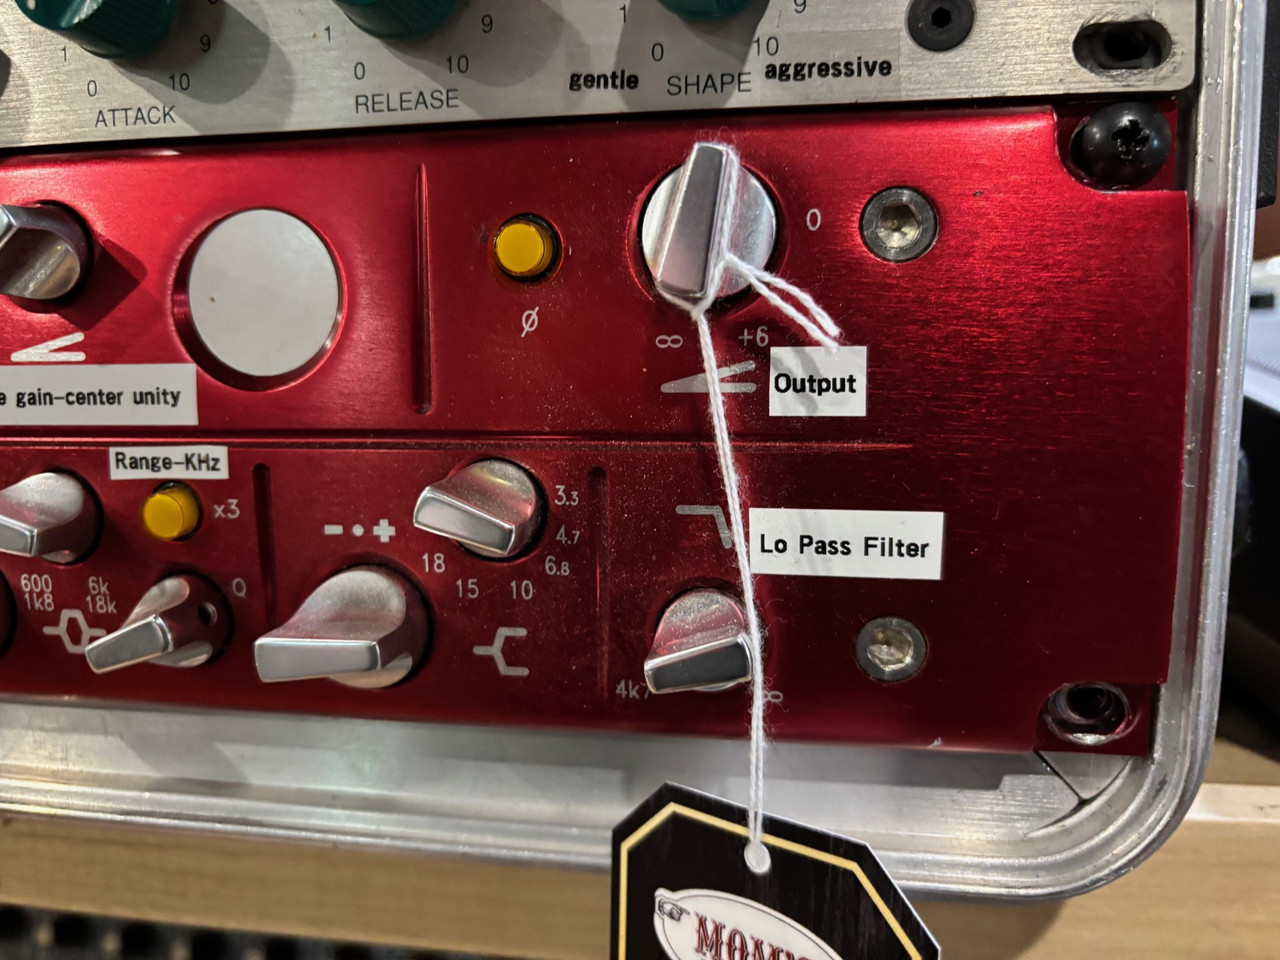 1 9 1 9 1 9
0 10 0 10 0 10
ATTACK RELEASE gentle SHAPE aggressive
0
ø
∞ +6
Output
e gain-center unity
Range-KHz
x3
3.3
4.7
6.8
10
15
18
- • +
Lo Pass Filter
600 6k
1k8 18k
Q
4k7 ∞
MOM'S